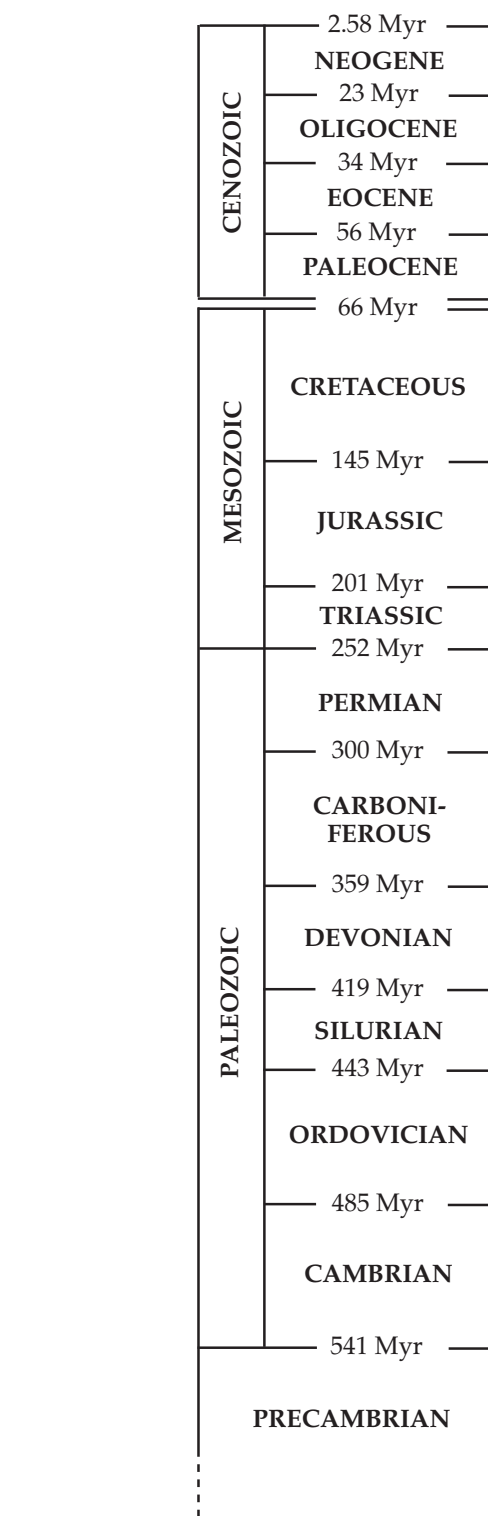 2.58 Myr
NEOGENE
23 Myr
OLIGOCENE
34 Myr
EOCENE
56 Myr
PALEOCENE
CENOZOIC
66 Myr
CRETACEOUS
145 Myr
JURASSIC
201 Myr
TRIASSIC
MESOZOIC
252 Myr
PERMIAN
300 Myr
CARBONI-
FEROUS
359 Myr
DEVONIAN
419 Myr
SILURIAN
443 Myr
ORDOVICIAN
485 Myr
CAMBRIAN
PALEOZOIC
541 Myr
PRECAMBRIAN